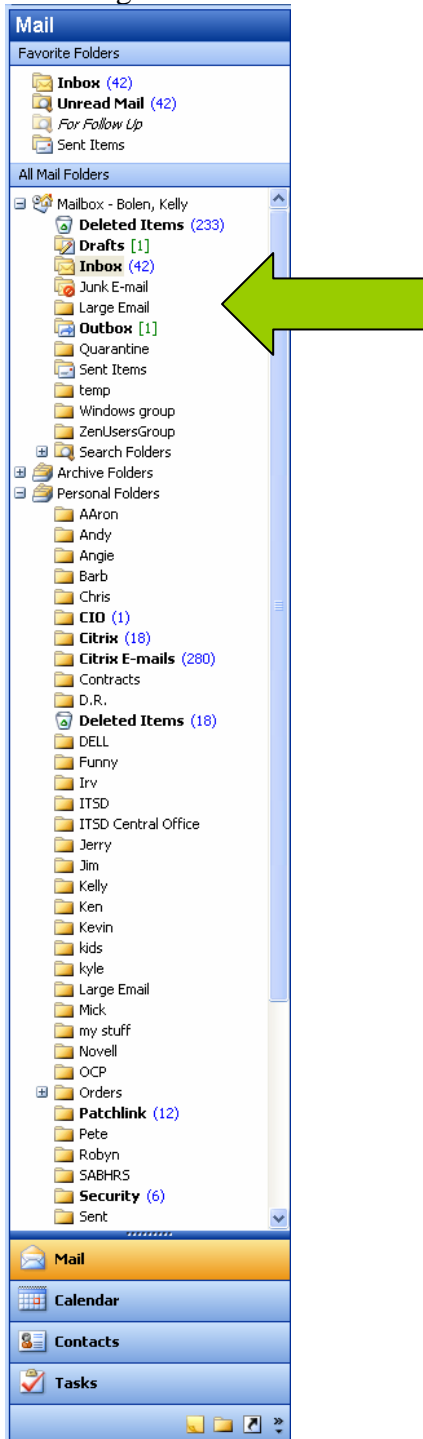 Mail
Favorite Folders
Inbox (42)
Unread Mail (42)
For Follow Up
Sent Items
All Mail Folders
Mailbox - Bolen, Kelly
Deleted Items (233)
Drafts [1]
Inbox (42)
Junk E-mail
Large Email
Outbox [1]
Quarantine
Sent Items
temp
Windows group
ZenUsersGroup
Search Folders
Archive Folders
Personal Folders
AAron
Andy
Angie
Barb
Chris
CIO (1)
Citrix (18)
Citrix E-mails (280)
Contracts
D.R.
Deleted Items (18)
DELL
Funny
Irv
ITSD
ITSD Central Office
Jerry
Jim
Kelly
Ken
Kevin
kids
kyle
Large Email
Mick
my stuff
Novell
OCP
Orders
Patchlink (12)
Pete
Robyn
SABHRS
Security (6)
Sent
Mail
Calendar
Contacts
Tasks